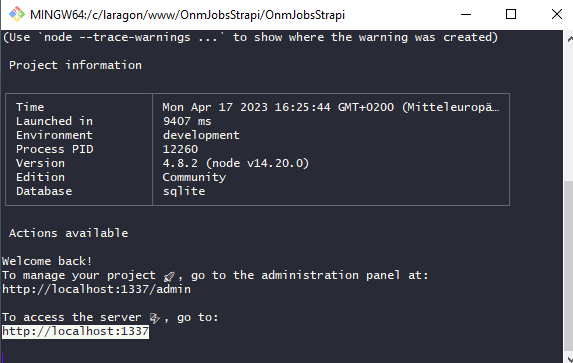 MINGW64:/c/laragon/www/OnmJobsStrapi/OnmJobsStrapi
(Use `node --trace-warnings ...` to show where the warning was created)
Project information
Time Mon Apr 17 2023 16:25:44 GMT+0200 (Mitteleuropä…
Launched in 9407 ms
Environment development
Process PID 12260
Version 4.8.2 (node v14.20.0)
Edition Community
Database sqlite
Actions available
Welcome back!
To manage your project 🚀, go to the administration panel at:
http://localhost:1337/admin
To access the server ⚡, go to:
http://localhost:1337